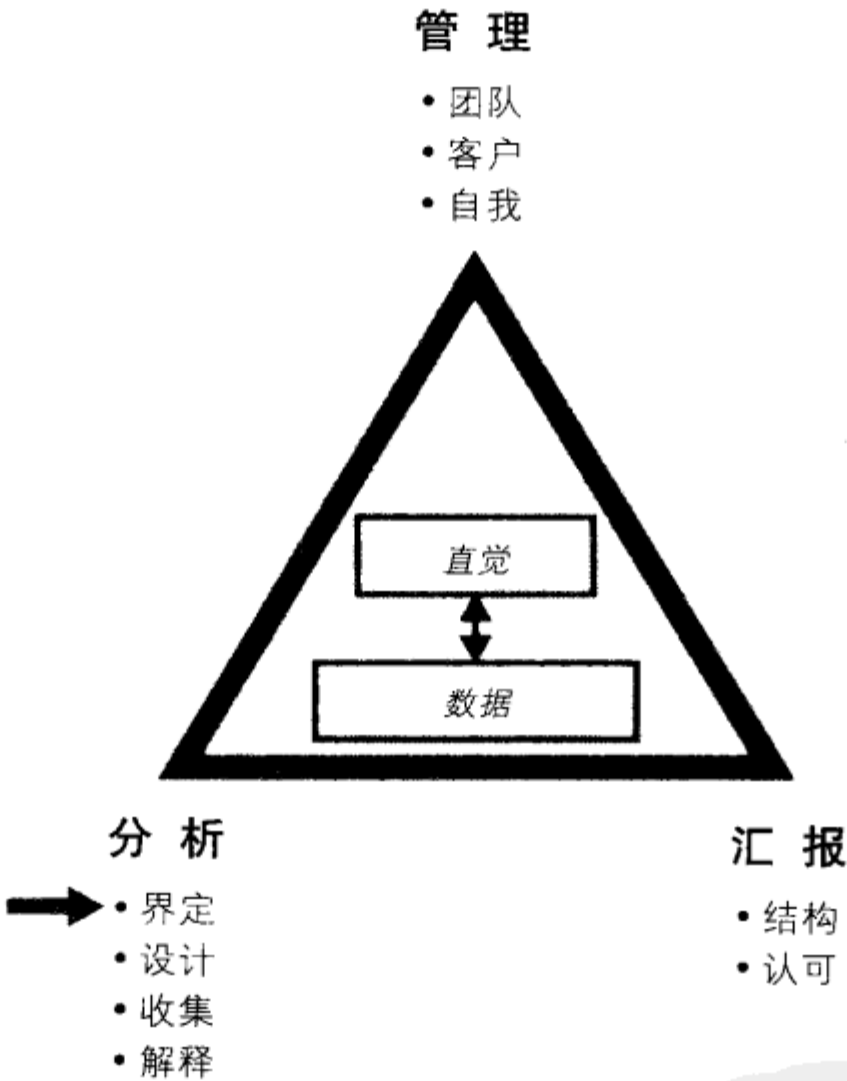 管 理
• 团队
• 客户
• 自我
直觉
数据
分 析
• 界定
• 设计
• 收集
• 解释
汇 报
• 结构
• 认可